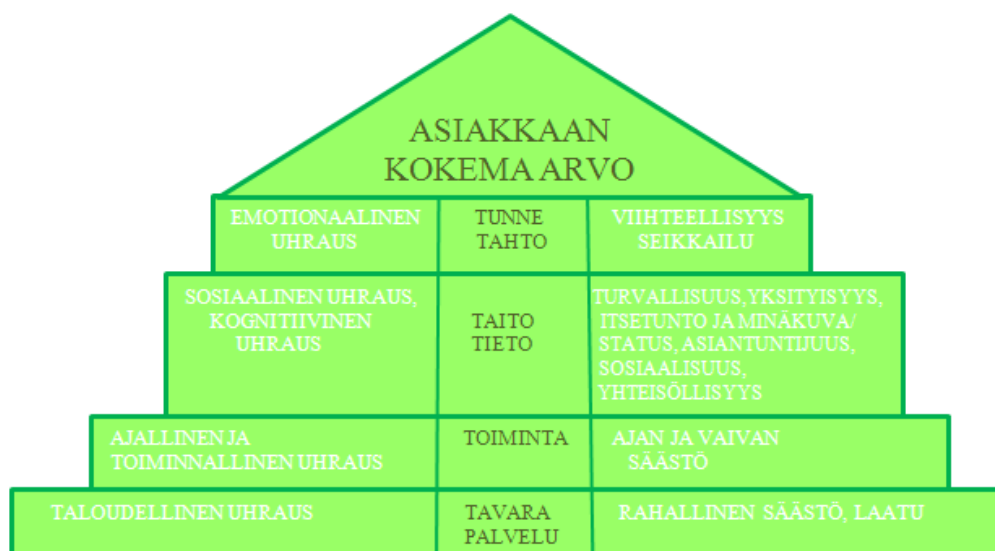 ASIAKKAAN
KOKEMA ARVO
EMOTIONAALINEN
UHRAUS
TUNNE
TAHTO
VIIHTEELLISYYS
SEIKKAILU
SOSIAALINEN UHRAUS,
KOGNITIIVINEN
UHRAUS
TAITO
TIETO
TURVALLISUUS,YKSITYISYYS,
ITSETUNTO JA MINÄKUVA/
STATUS, ASIANTUNTIJUUS,
SOSIAALISUUS,
YHTEISÖLLISYYS
AJALLINEN JA
TOIMINNALLINEN UHRAUS
TOIMINTA
AJAN JA VAIVAN
SÄÄSTÖ
TALOUDELLINEN UHRAUS
TAVARA
PALVELU
RAHALLINEN SÄÄSTÖ, LAATU